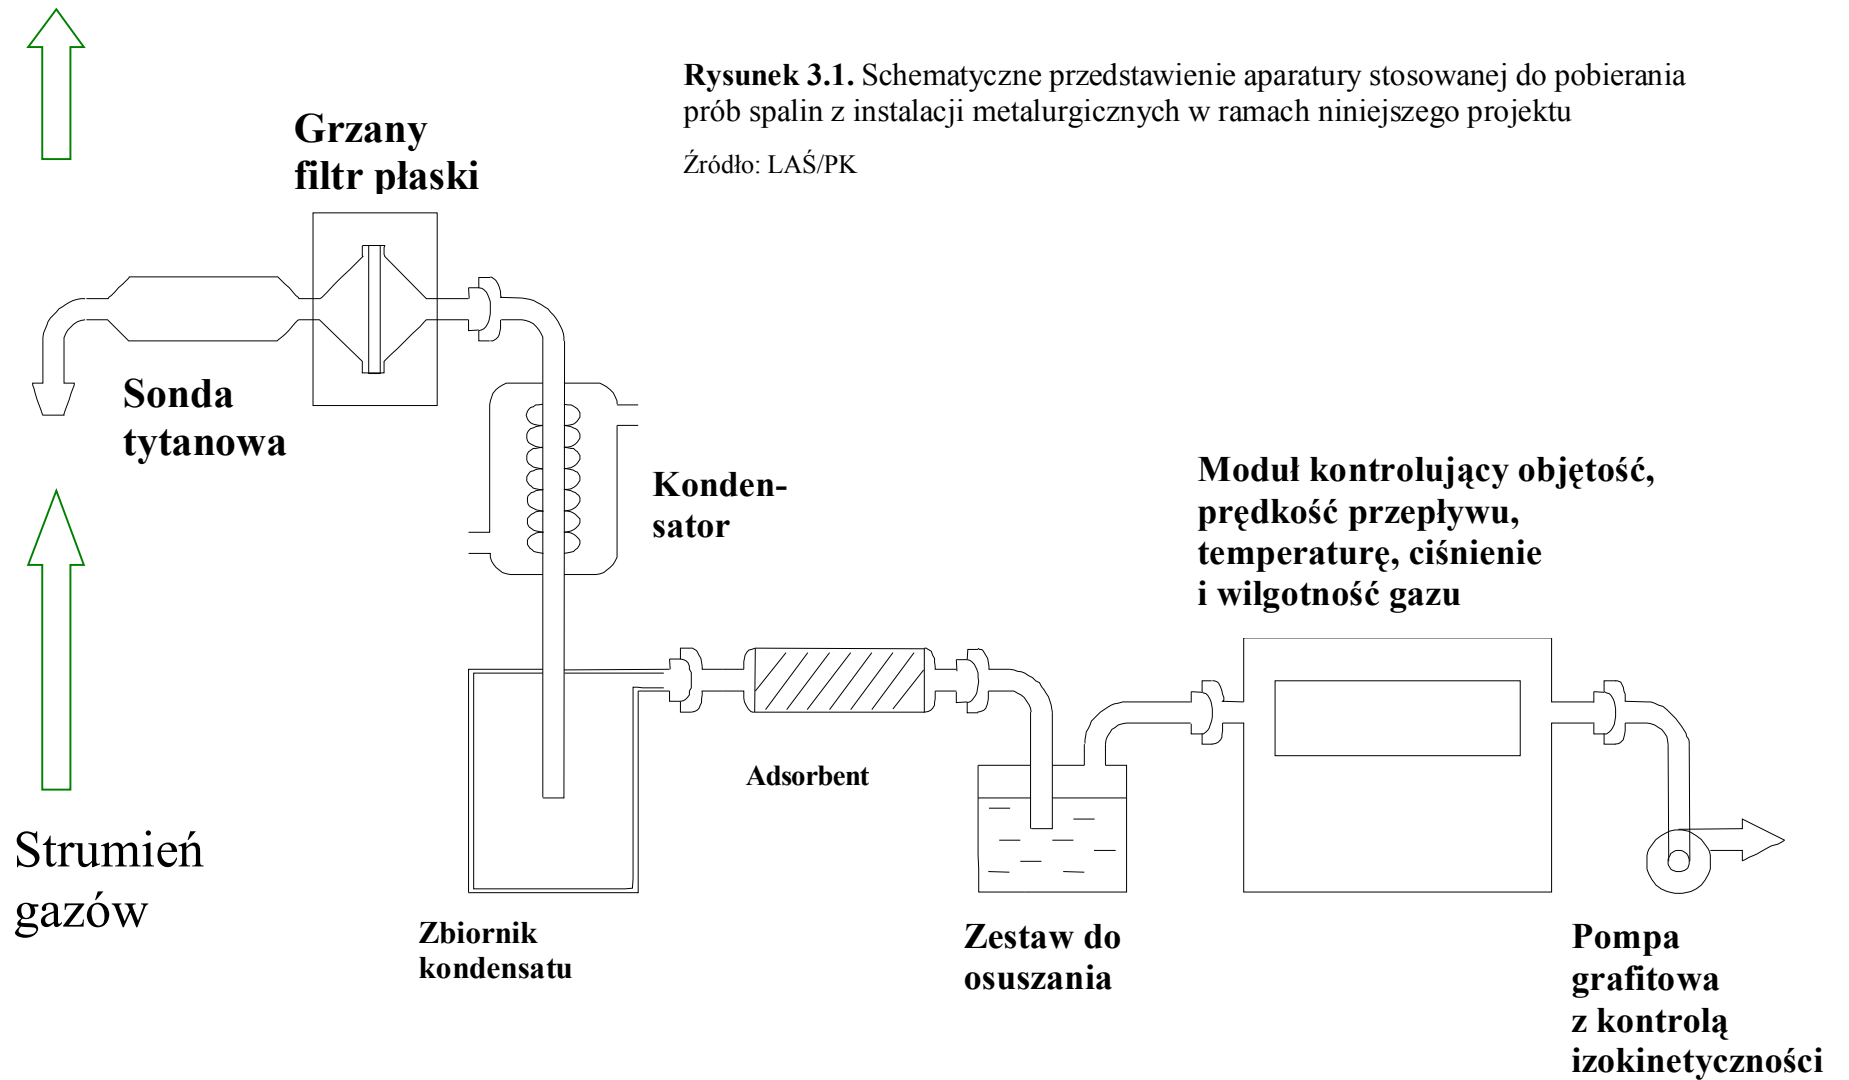 Rysunek 3.1. Schematyczne przedstawienie aparatury stosowanej do pobierania
prób spalin z instalacji metalurgicznych w ramach niniejszego projektu
Źródło: LAŚ/PK
Grzany
filtr płaski
Sonda
tytanowa
Konden-
sator
Moduł kontrolujący objętość,
prędkość przepływu,
temperaturę, ciśnienie
i wilgotność gazu
Adsorbent
Strumień
gazów
Zbiornik
kondensatu
Zestaw do
osuszania
Pompa
grafitowa
z kontrolą
izokinetyczności